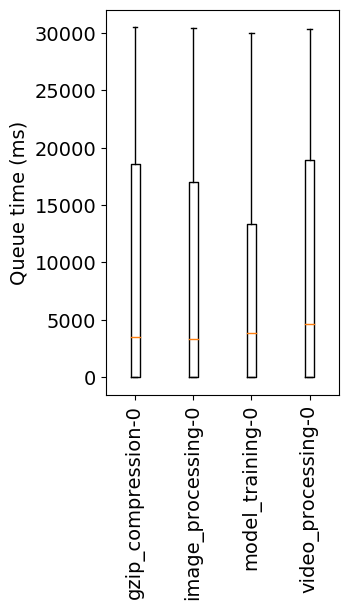 Queue time (ms)
30000
25000
20000
15000
10000
5000
0
gzip_compression-0
image_processing-0
model_training-0
video_processing-0